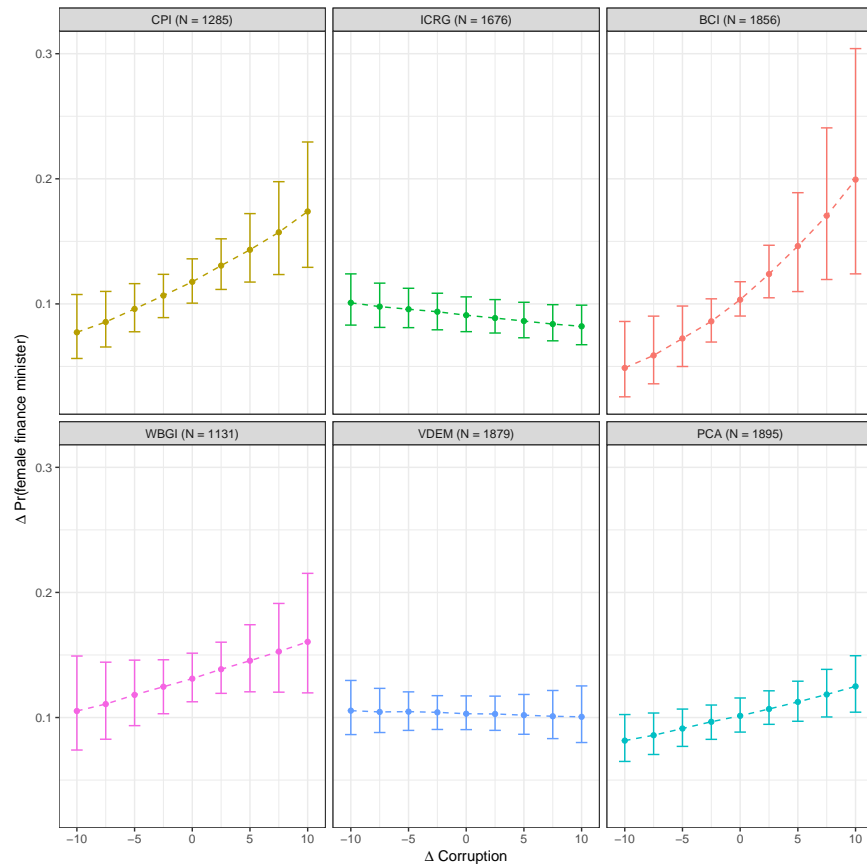 CPI (N = 1285)
ICRG (N = 1676)
BCI (N = 1856)
0.3
0.2
0.1
WBGI (N = 1131)
VDEM (N = 1879)
PCA (N = 1895)
0.3
0.2
0.1
−10 −5 0 5 10
−10 −5 0 5 10
−10 −5 0 5 10
Δ Corruption
Δ Pr(female finance minister)